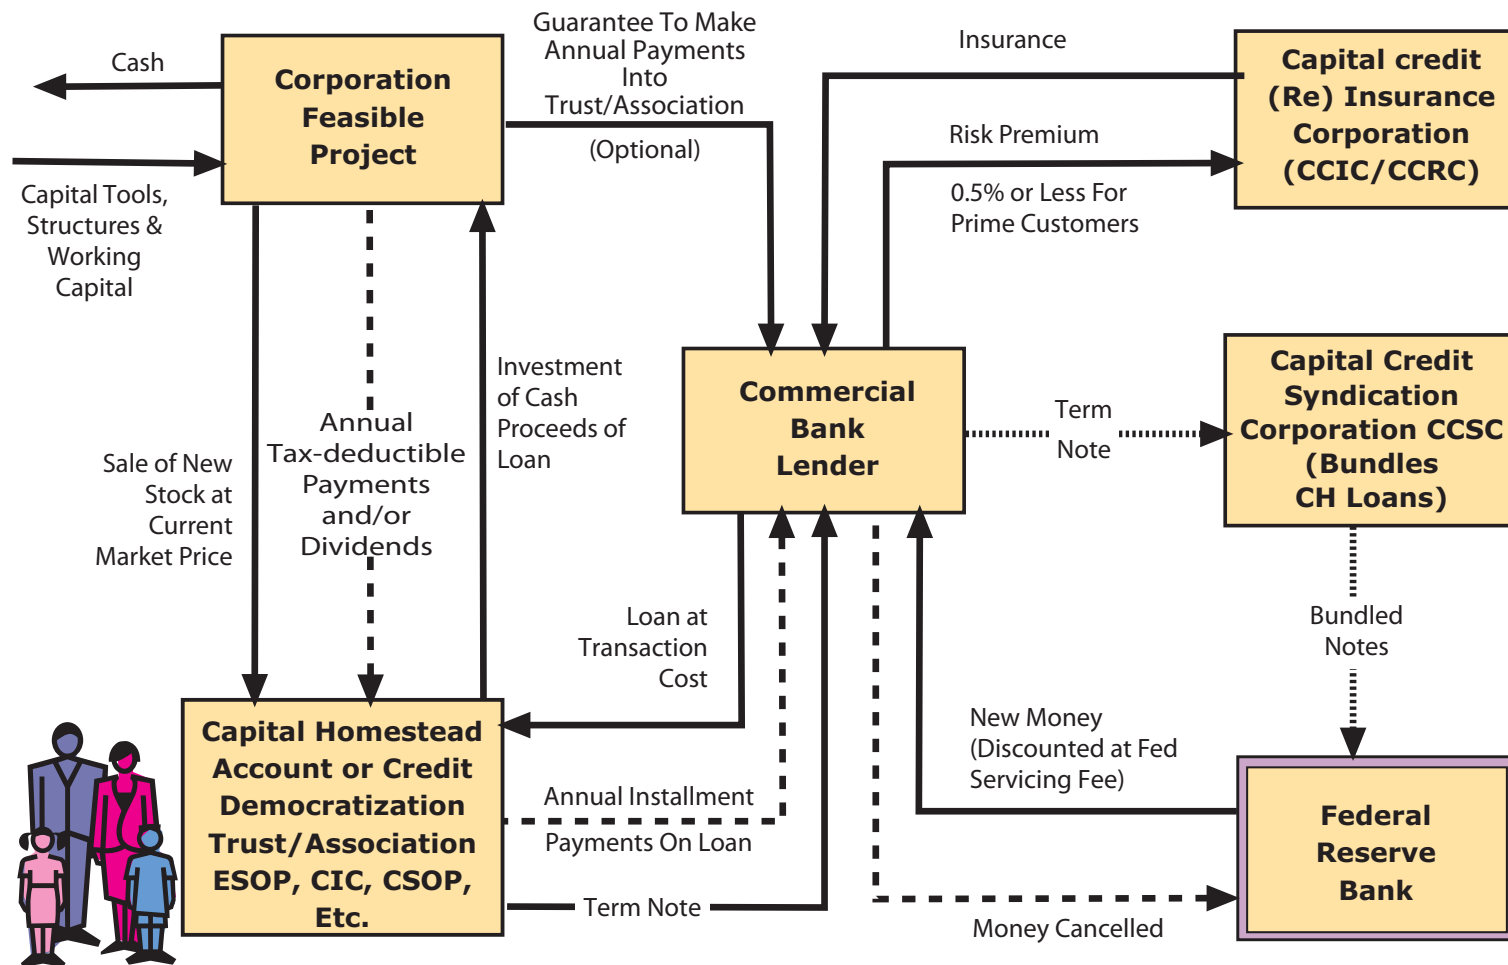 Cash
Capital Tools,
Structures &
Working
Capital
Corporation
Feasible
Project
Guarantee To Make
Annual Payments
Into
Trust/Association
(Optional)
Insurance
Risk Premium
0.5% or Less For
Prime Customers
Capital credit
(Re) Insurance
Corporation
(CCIC/CCRC)
Sale of New
Stock at
Current
Market Price
Annual
Tax-deductible
Payments
and/or
Dividends
Investment
of Cash
Proceeds of
Loan
Commercial
Bank
Lender
Term
Note
Capital Credit
Syndication
Corporation CCSC
(Bundles
CH Loans)
Loan at
Transaction
Cost
Bundled
Notes
New Money
(Discounted at Fed
Servicing Fee)
Capital Homestead
Account or Credit
Democratization
Trust/Association
ESOP, CIC, CSOP,
Etc.
Annual Installment
Payments On Loan
Term Note
Money Cancelled
Federal
Reserve
Bank